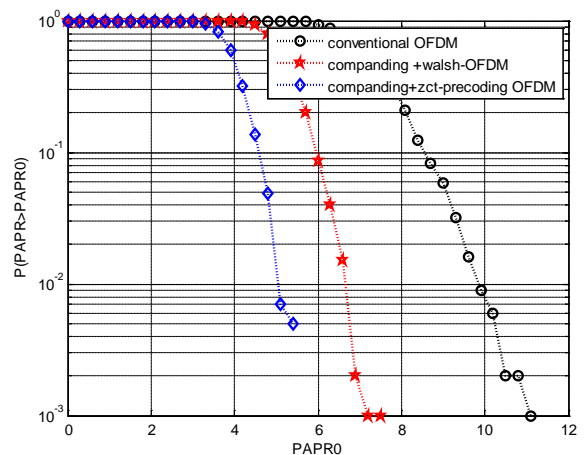 10^0
10^-1
10^-2
10^-3
P(PAPR>PAPR0)
conventional OFDM
companding +walsh-OFDM
companding+zct-precoding OFDM
0 2 4 6 8 10 12
PAPR0